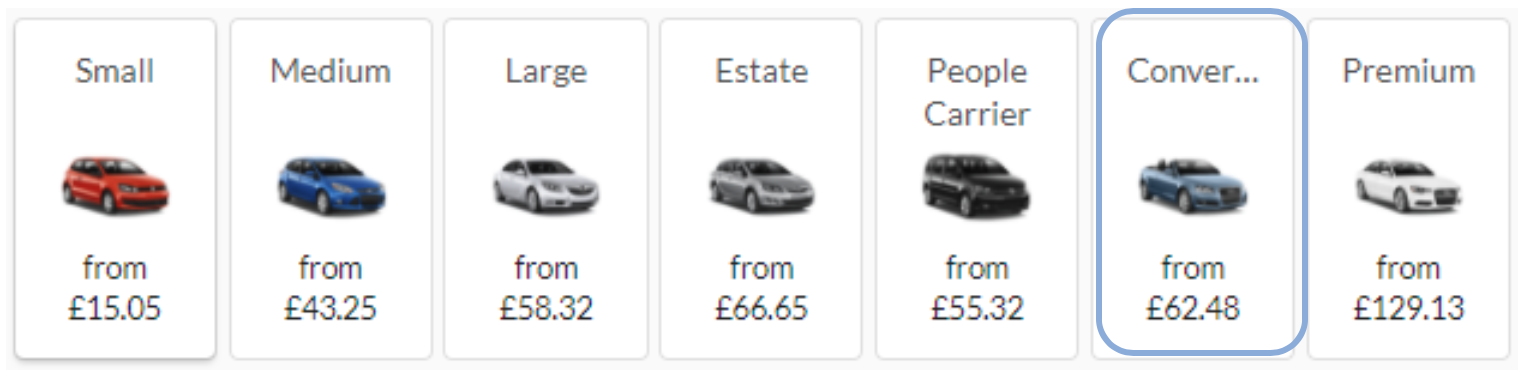 Small
from
£15.05
Medium
from
£43.25
Large
from
£58.32
Estate
from
£66.65
People
Carrier
from
£55.32
Conver...
from
£62.48
Premium
from
£129.13